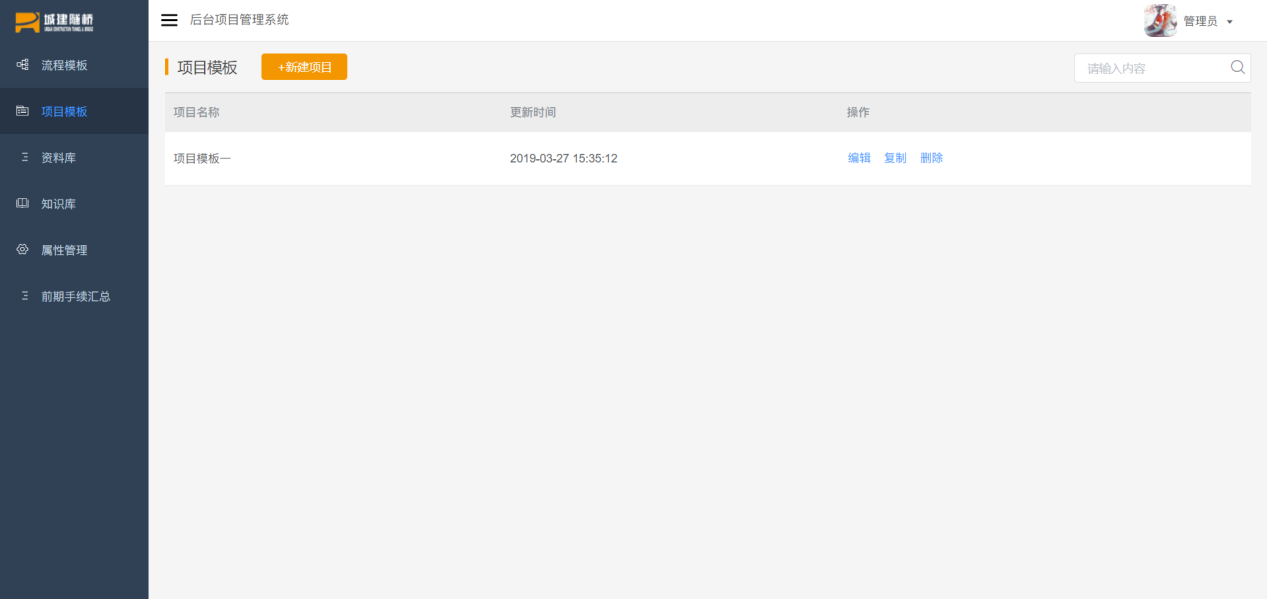 城建隧桥
URBAN CONSTRUCTION TUNNEL & BRIDGE
后台项目管理系统
管理员
流程模板
项目模板
资料库
知识库
属性管理
前期手续汇总
项目模板
+新建项目
请输入内容
项目名称 更新时间 操作
项目模板一 2019-03-27 15:35:12 编辑 复制 删除